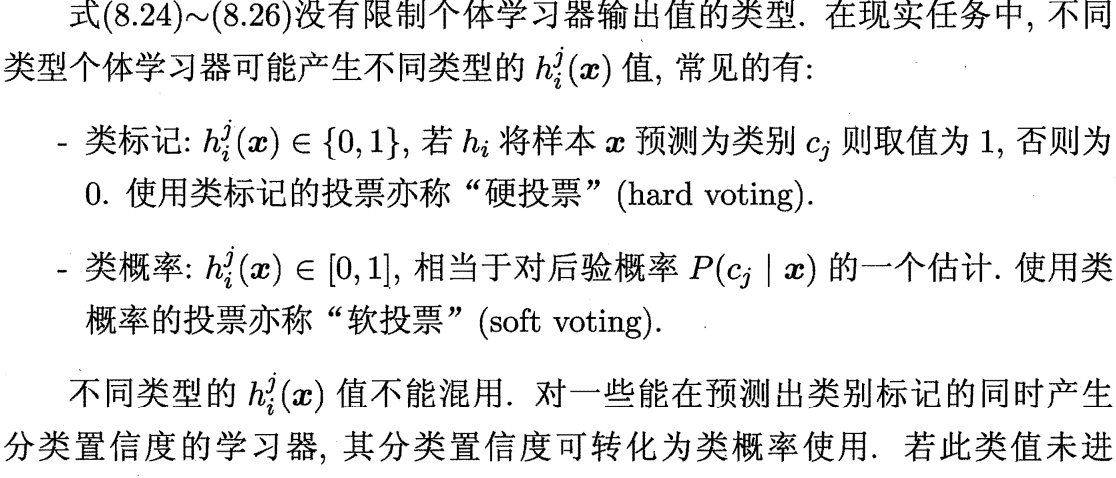 式(8.24)~(8.26)没有限制个体学习器输出值的类型. 在现实任务中, 不同
类型个体学习器可能产生不同类型的 $h_i^j(\boldsymbol{x})$ 值, 常见的有:
- 类标记: $h_i^j(\boldsymbol{x}) \in \{0,1\}$, 若 $h_i$ 将样本 $\boldsymbol{x}$ 预测为类别 $c_j$ 则取值为 1, 否则为
0. 使用类标记的投票亦称“硬投票” (hard voting).
- 类概率: $h_i^j(\boldsymbol{x}) \in [0,1]$, 相当于对后验概率 $P(c_j \mid \boldsymbol{x})$ 的一个估计. 使用类
概率的投票亦称“软投票” (soft voting).
不同类型的 $h_i^j(\boldsymbol{x})$ 值不能混用. 对一些能在预测出类别标记的同时产生
分类置信度的学习器, 其分类置信度可转化为类概率使用. 若此类值未进